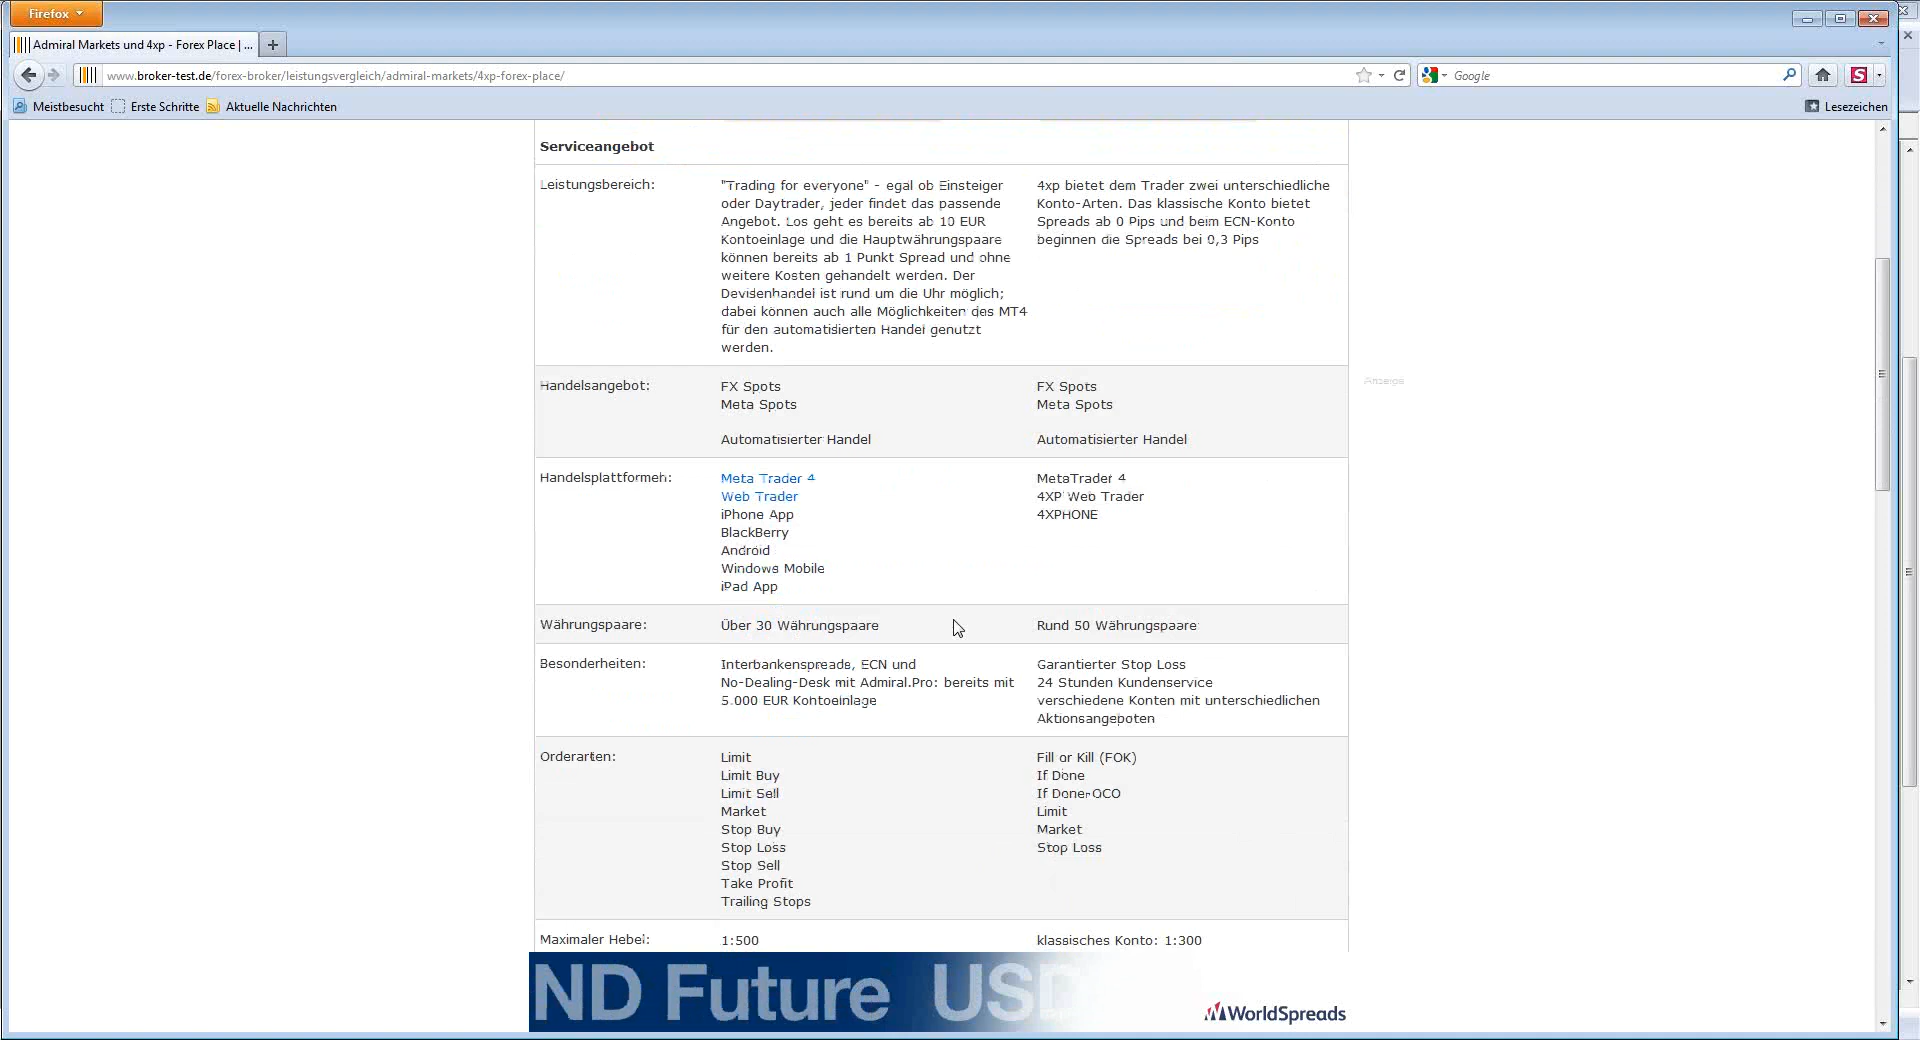 Firefox
Admiral Markets und 4xp - Forex Place | ...
www.broker-test.de/forex-broker/leistungsvergleich/admiral-markets/4xp-forex-place/
Google
Meistbesucht
Erste Schritte
Aktuelle Nachrichten
Lesezeichen
Serviceangebot
Leistungsbereich:
"Trading for everyone" - egal ob Einsteiger
oder Daytrader, jeder findet das passende
Angebot. Los geht es bereits ab 10 EUR
Kontoeinlage und die Hauptwährungspaare
können bereits ab 1 Punkt Spread und ohne
weitere Kosten gehandelt werden. Der
Devisenhandel ist rund um die Uhr möglich;
dabei können auch alle Möglichkeiten des MT4
für den automatisierten Handel genutzt
werden.
4xp bietet dem Trader zwei unterschiedliche
Konto-Arten. Das klassische Konto bietet
Spreads ab 0 Pips und beim ECN-Konto
beginnen die Spreads bei 0,3 Pips
Anzeige
Handelsangebot:
FX Spots
Meta Spots
Automatisierter Handel
FX Spots
Meta Spots
Automatisierter Handel
Handelsplattformen:
Meta Trader 4
Web Trader
iPhone App
BlackBerry
Android
Windows Mobile
iPad App
MetaTrader 4
4XP Web Trader
4XPHONE
Währungspaare:
Über 30 Währungspaare
Rund 50 Währungspaare
Besonderheiten:
Interbankenspreads, ECN und
No-Dealing-Desk mit Admiral.Pro: bereits mit
5.000 EUR Kontoeinlage
Garantierter Stop Loss
24 Stunden Kundenservice
verschiedene Konten mit unterschiedlichen
Aktionsangeboten
Orderarten:
Limit
Limit Buy
Limit Sell
Market
Stop Buy
Stop Loss
Stop Sell
Take Profit
Trailing Stops
Fill or Kill (FOK)
If Done
If Done-OCO
Limit
Market
Stop Loss
Maximaler Hebel:
1:500
klassisches Konto: 1:300
ND Future USD
WorldSpreads